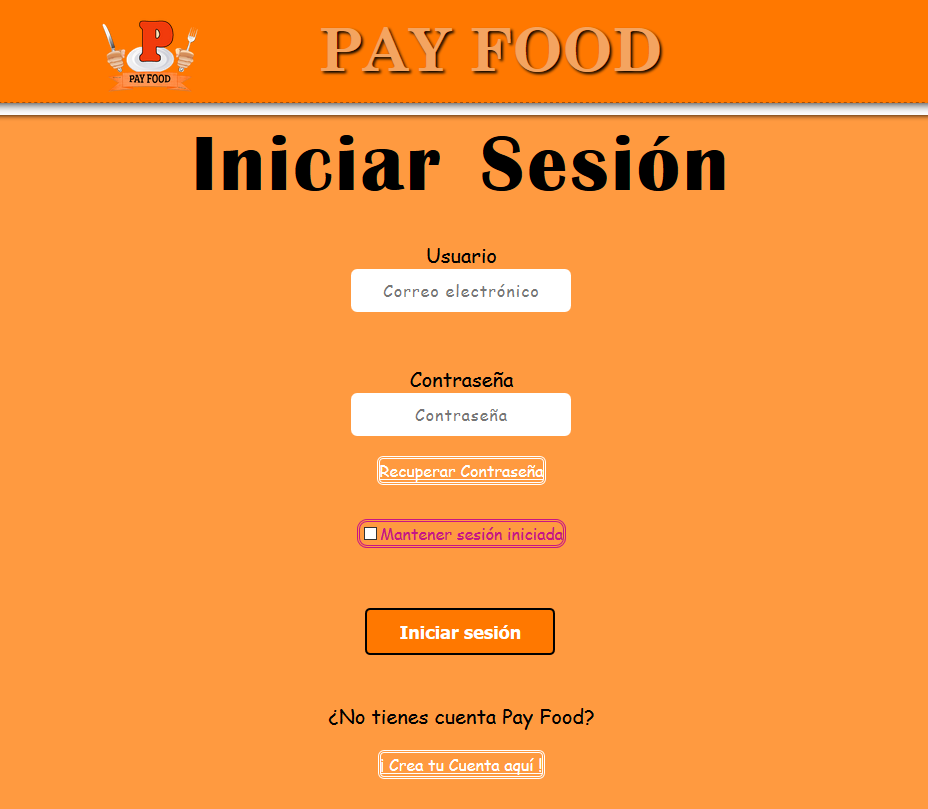 P
PAY FOOD
PAY FOOD
Iniciar Sesión
Usuario
Correo electrónico
Contraseña
Contraseña
Recuperar Contraseña
Mantener sesión iniciada
Iniciar sesión
¿No tienes cuenta Pay Food?
¡ Crea tu Cuenta aquí !